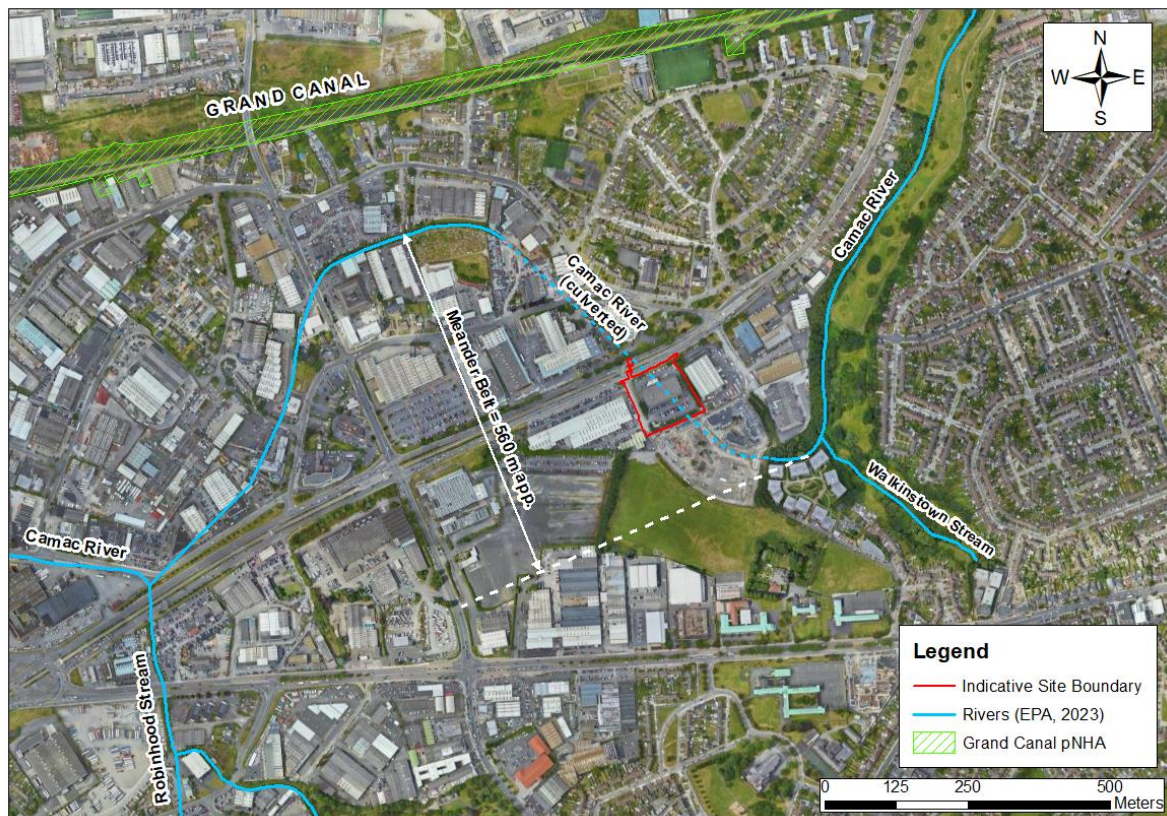 GRAND CANAL
N
W E
S
Camac River
Camac River
(culverted)
Meander Belt = 560 m app.
Walkinstown Stream
Camac River
Robinhood Stream
Legend
Indicative Site Boundary
Rivers (EPA, 2023)
Grand Canal pNHA
0 125 250 500
Meters